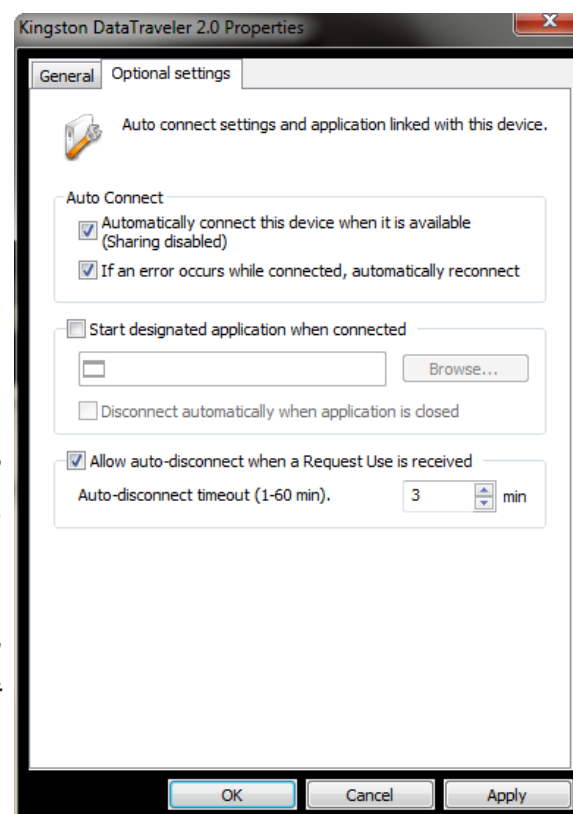 Kingston DataTraveler 2.0 Properties
General Optional settings
Auto connect settings and application linked with this device.
Auto Connect
Automatically connect this device when it is available
(Sharing disabled)
If an error occurs while connected, automatically reconnect
Start designated application when connected
Browse...
Disconnect automatically when application is closed
Allow auto-disconnect when a Request Use is received
Auto-disconnect timeout (1-60 min). 3 min
OK Cancel Apply